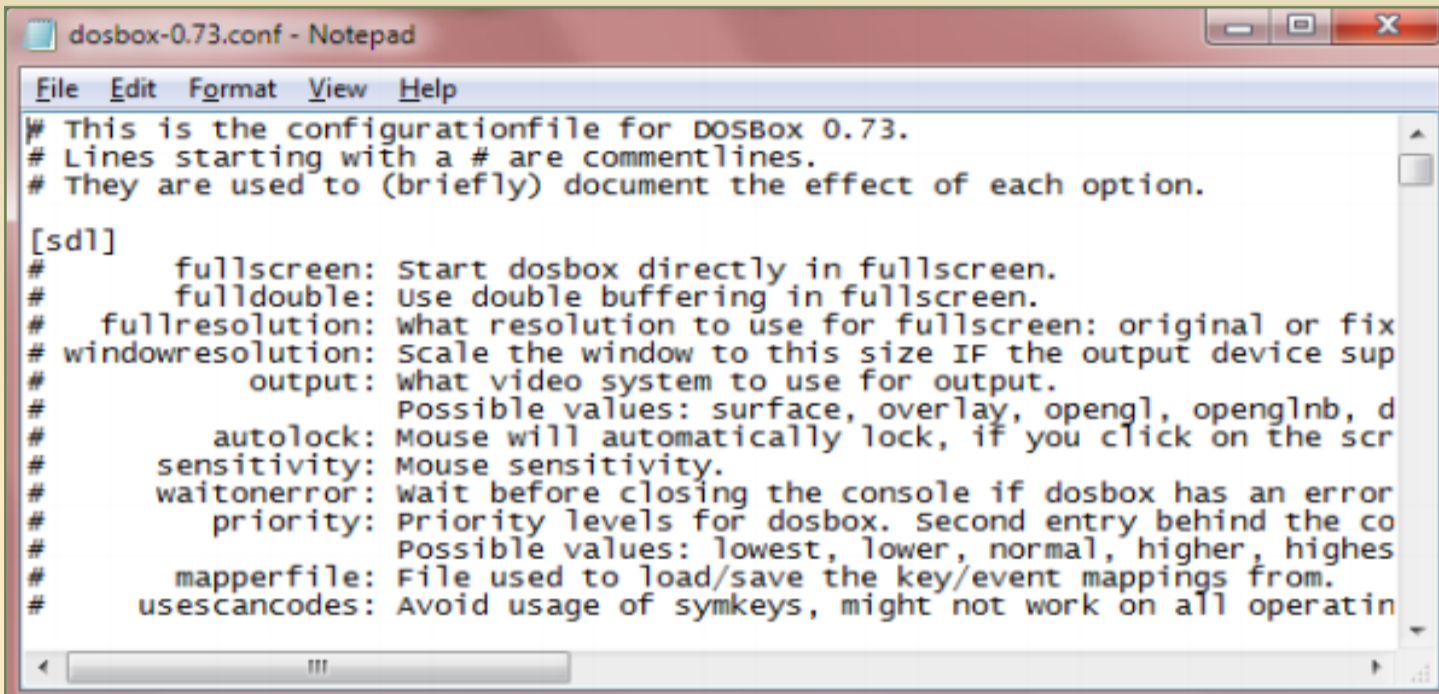 dosbox-0.73.conf - Notepad
File Edit Format View Help
# This is the configurationfile for DOSBox 0.73.
# Lines starting with a # are commentlines.
# They are used to (briefly) document the effect of each option.
[sdl]
#       fullscreen: Start dosbox directly in fullscreen.
#       fulldouble: Use double buffering in fullscreen.
#   fullresolution: What resolution to use for fullscreen: original or fix
# windowresolution: Scale the window to this size IF the output device sup
#           output: What video system to use for output.
#                   Possible values: surface, overlay, opengl, openglnb, d
#         autolock: Mouse will automatically lock, if you click on the scr
#      sensitivity: Mouse sensitivity.
#      waitonerror: Wait before closing the console if dosbox has an error
#         priority: Priority levels for dosbox. Second entry behind the co
#                   Possible values: lowest, lower, normal, higher, highes
#       mapperfile: File used to load/save the key/event mappings from.
#     usescancodes: Avoid usage of symkeys, might not work on all operatin